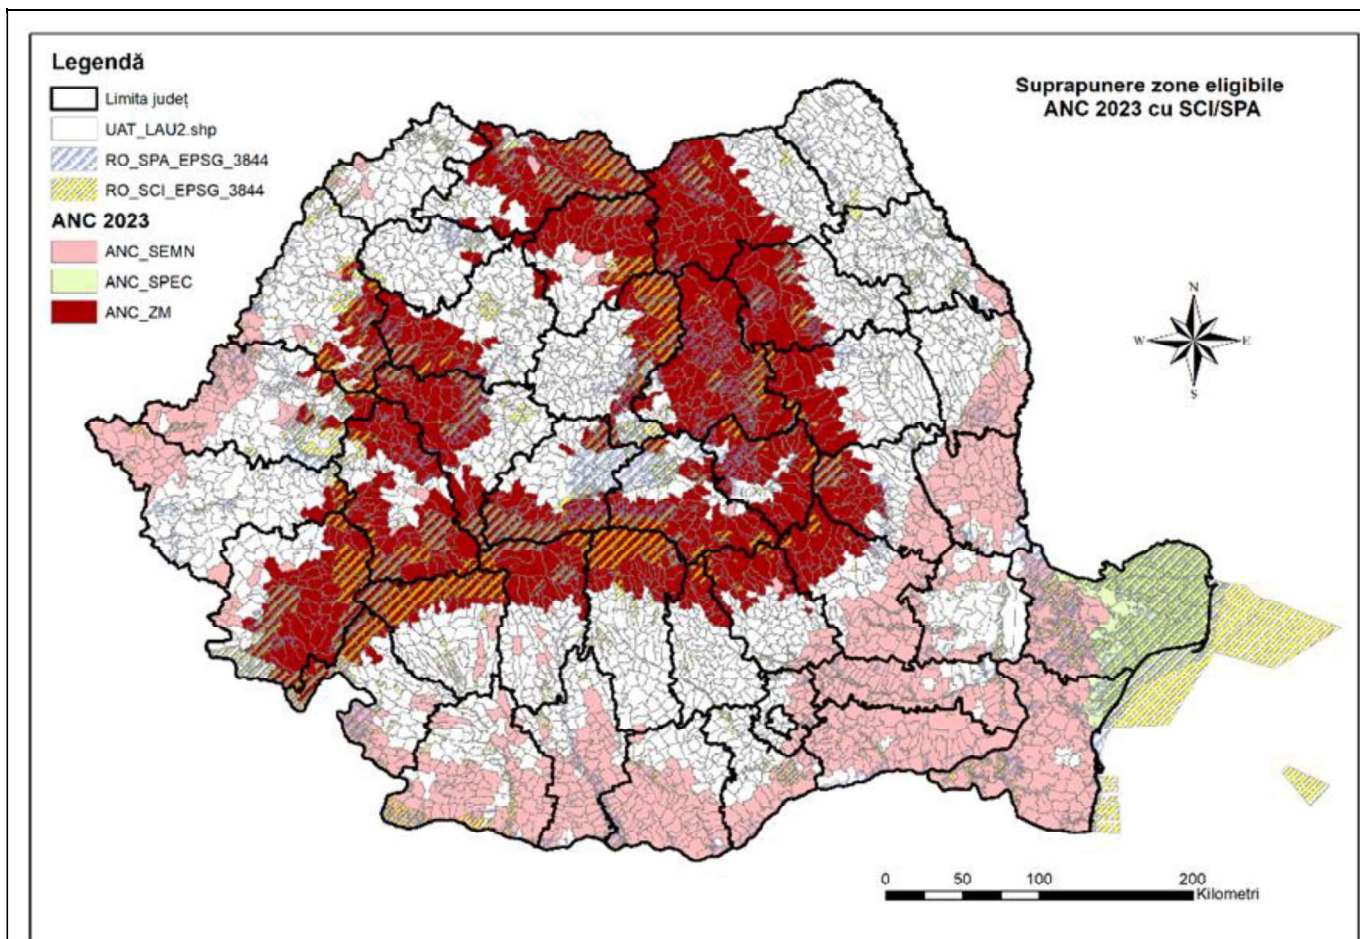 Legendă
Limita județ
UAT_LAU2.shp
RO_SPA_EPSG_3844
RO_SCI_EPSG_3844
ANC 2023
ANC_SEMN
ANC_SPEC
ANC_ZM
Suprapunere zone eligibile
ANC 2023 cu SCI/SPA
N
W E
S
0 50 100 200
Kilometri